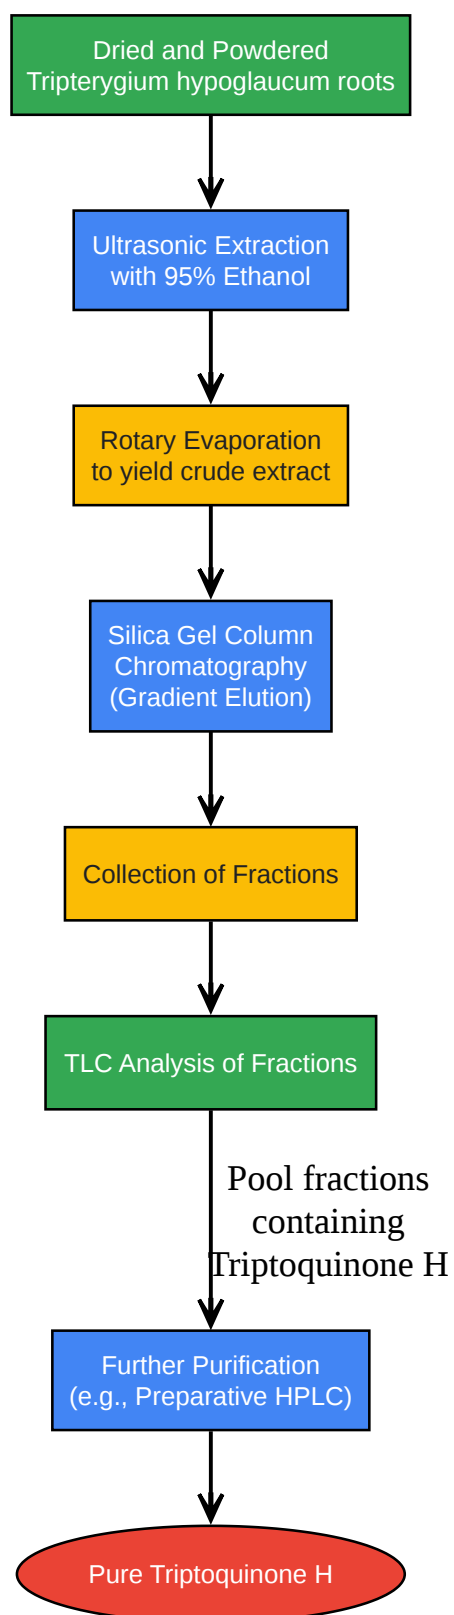 Dried and Powdered
Tripterygium hypoglaucum roots
Ultrasonic Extraction
with 95% Ethanol
Rotary Evaporation
to yield crude extract
Silica Gel Column
Chromatography
(Gradient Elution)
Collection of Fractions
TLC Analysis of Fractions
Pool fractions
containing
Triptoquinone H
Further Purification
(e.g., Preparative HPLC)
Pure Triptoquinone H